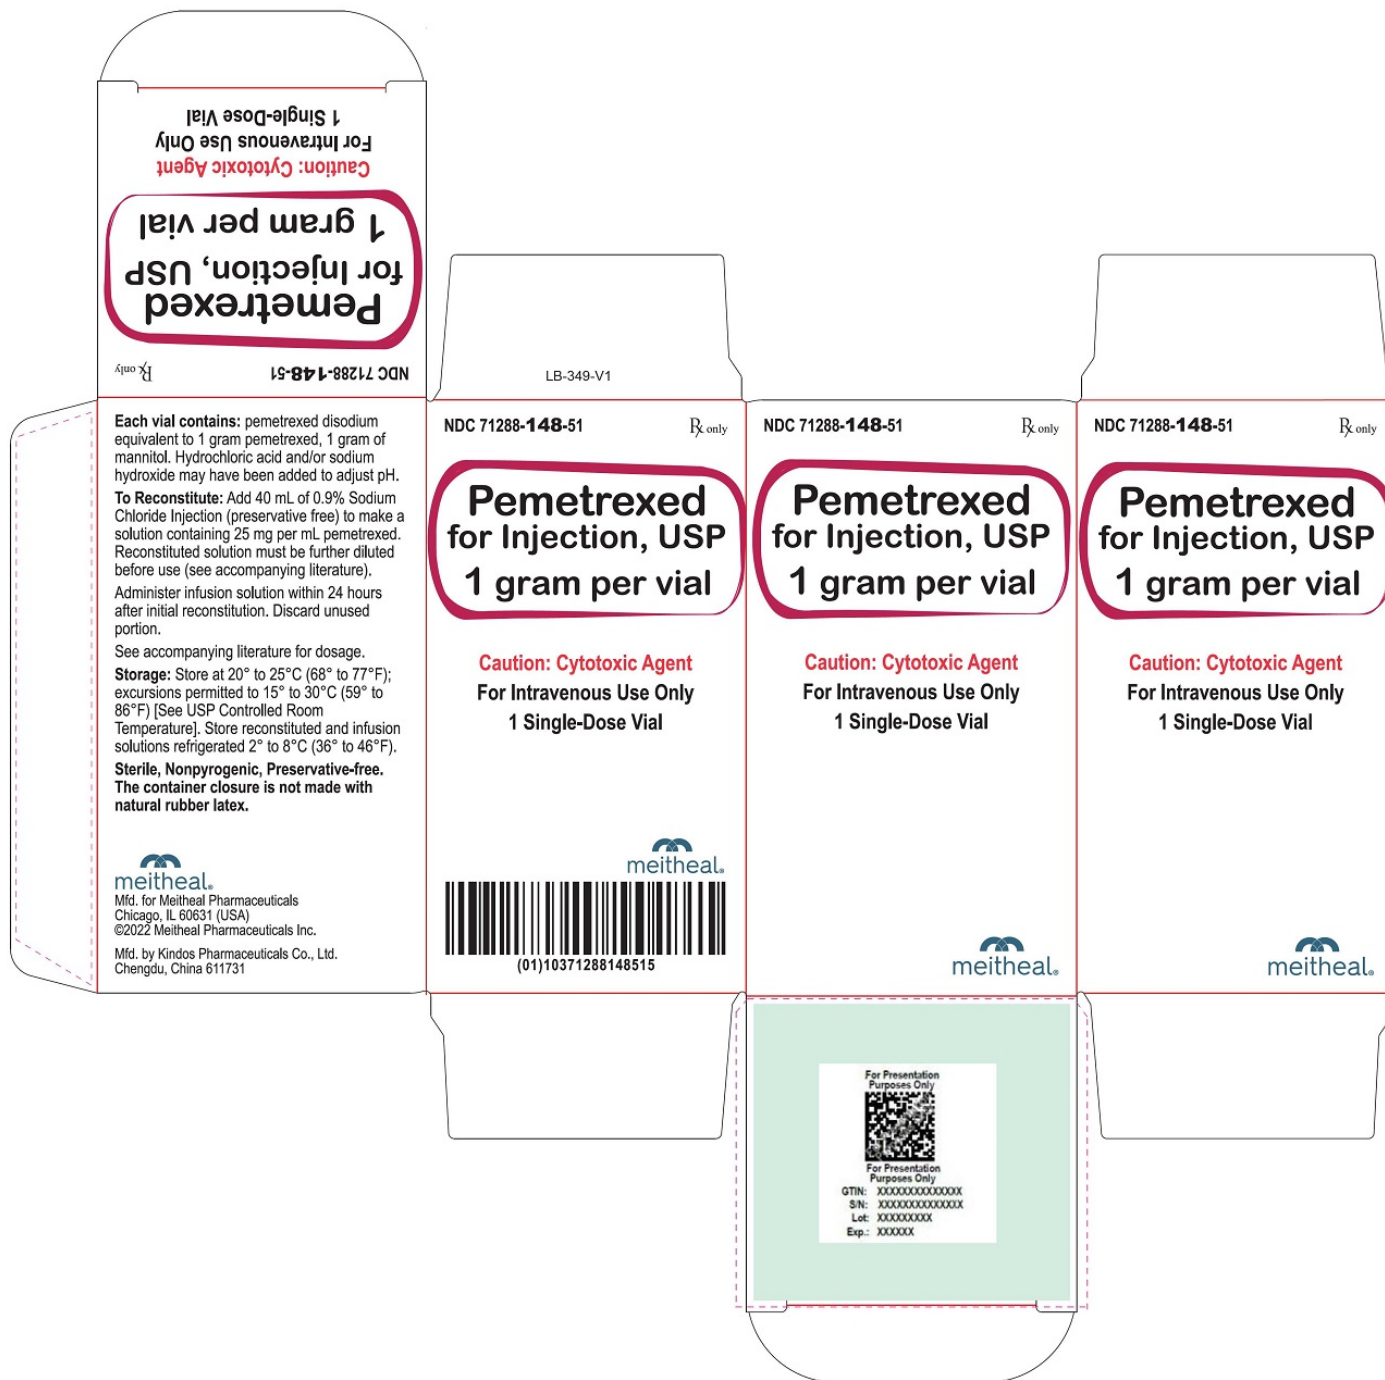 1 Single-Dose Vial
For Intravenous Use Only
Caution: Cytotoxic Agent
1 gram per vial
for Injection, USP
Pemetrexed
NDC 71288-148-51
Rx only
Each vial contains: pemetrexed disodium
equivalent to 1 gram pemetrexed, 1 gram of
mannitol. Hydrochloric acid and/or sodium
hydroxide may have been added to adjust pH.
To Reconstitute: Add 40 mL of 0.9% Sodium
Chloride Injection (preservative free) to make a
solution containing 25 mg per mL pemetrexed.
Reconstituted solution must be further diluted
before use (see accompanying literature).
Administer infusion solution within 24 hours
after initial reconstitution. Discard unused
portion.
See accompanying literature for dosage.
Storage: Store at 20° to 25°C (68° to 77°F);
excursions permitted to 15° to 30°C (59° to
86°F) [See USP Controlled Room
Temperature]. Store reconstituted and infusion
solutions refrigerated 2° to 8°C (36° to 46°F).
Sterile, Nonpyrogenic, Preservative-free.
The container closure is not made with
natural rubber latex.
meitheal®
Mfd. for Meitheal Pharmaceuticals
Chicago, IL 60631 (USA)
©2022 Meitheal Pharmaceuticals Inc.
Mfd. by Kindos Pharmaceuticals Co., Ltd.
Chengdu, China 611731
LB-349-V1
NDC 71288-148-51
Rx only
Pemetrexed
for Injection, USP
1 gram per vial
Caution: Cytotoxic Agent
For Intravenous Use Only
1 Single-Dose Vial
meitheal®
(01)10371288148515
NDC 71288-148-51
Rx only
Pemetrexed
for Injection, USP
1 gram per vial
Caution: Cytotoxic Agent
For Intravenous Use Only
1 Single-Dose Vial
meitheal®
For Presentation
Purposes Only
For Presentation
Purposes Only
GTIN: XXXXXXXXXXXXXX
S/N: XXXXXXXXXXXXXX
Lot: XXXXXXXXX
Exp.: XXXXXX
NDC 71288-148-51
Rx only
Pemetrexed
for Injection, USP
1 gram per vial
Caution: Cytotoxic Agent
For Intravenous Use Only
1 Single-Dose Vial
meitheal®